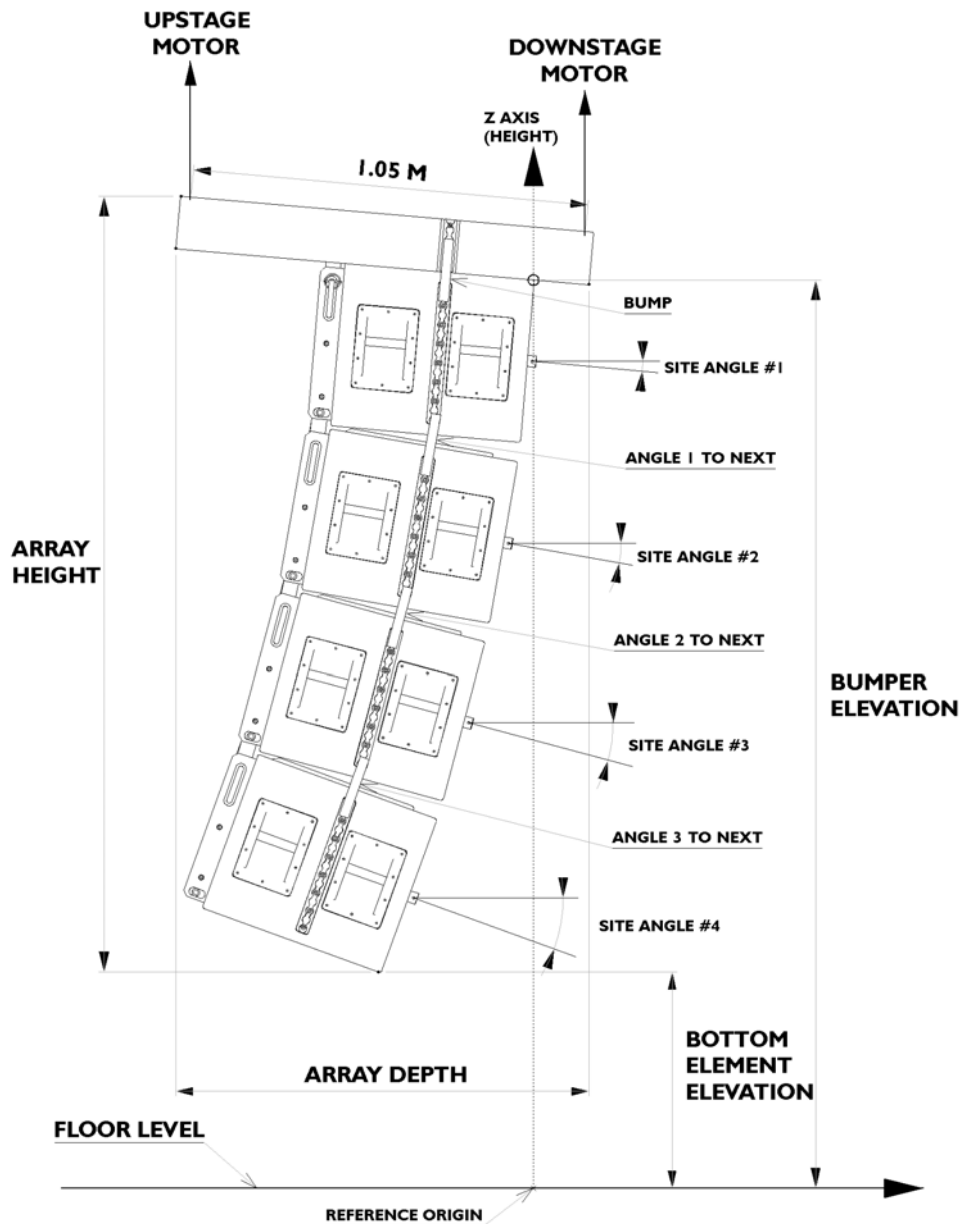 UPSTAGE
MOTOR
DOWNSTAGE
MOTOR
Z AXIS
(HEIGHT)
1.05 M
BUMP
SITE ANGLE #1
ANGLE 1 TO NEXT
ARRAY
HEIGHT
SITE ANGLE #2
ANGLE 2 TO NEXT
BUMPER
ELEVATION
SITE ANGLE #3
ANGLE 3 TO NEXT
SITE ANGLE #4
BOTTOM
ELEMENT
ELEVATION
ARRAY DEPTH
FLOOR LEVEL
REFERENCE ORIGIN